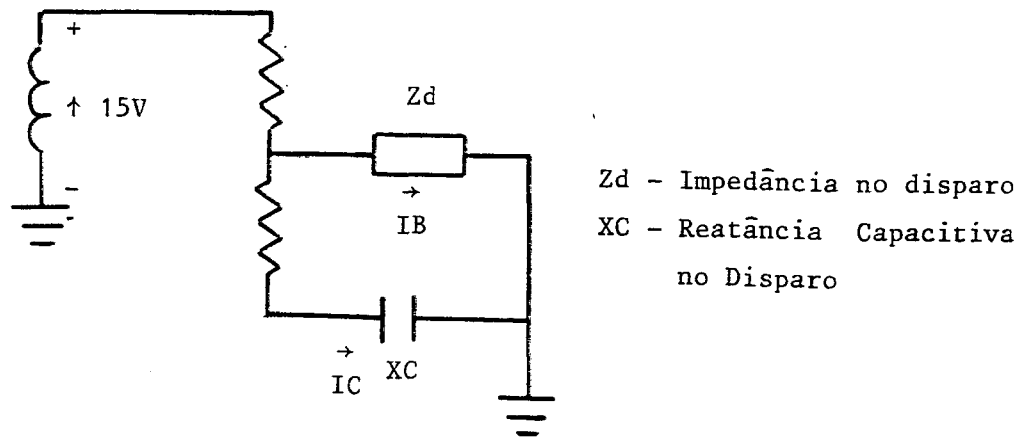 +
↑ 15V
-
Zd
→
IB
→
IC XC
Zd - Impedância no disparo
XC - Reatância Capacitiva
no Disparo